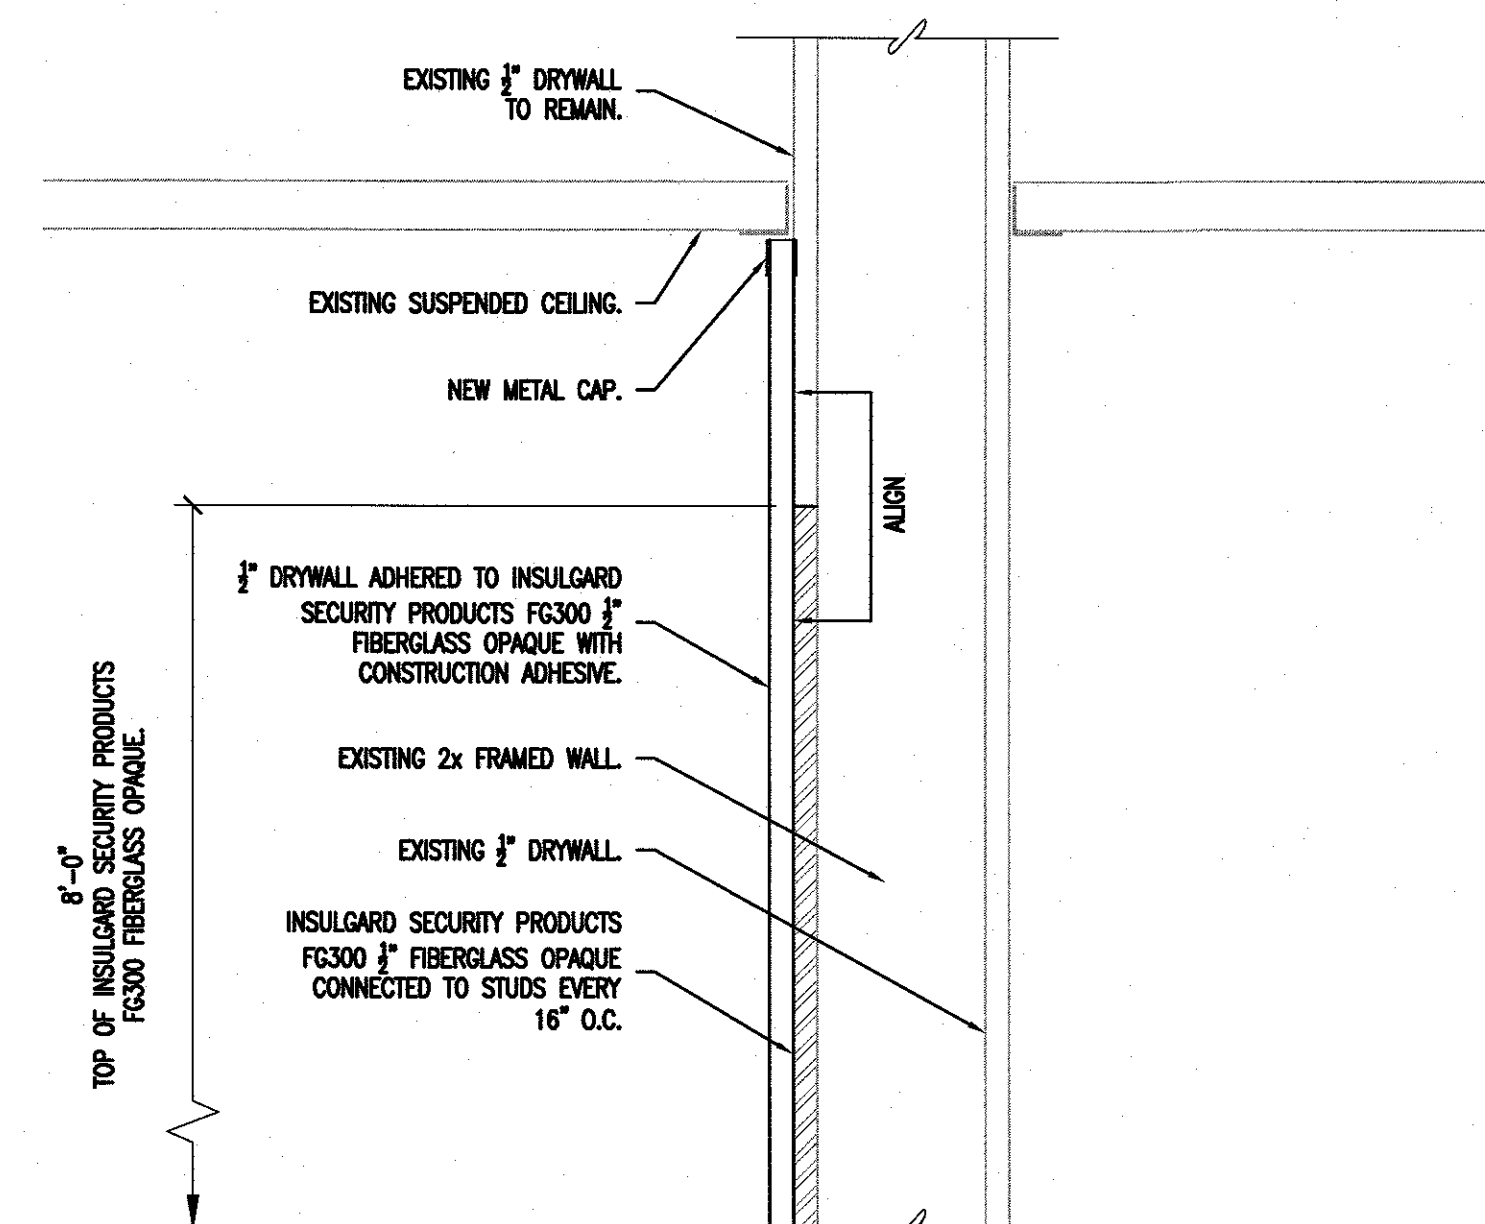 EXISTING 1/2" DRYWALL
TO REMAIN.
EXISTING SUSPENDED CEILING.
NEW METAL CAP.
ALIGN
1/2" DRYWALL ADHERED TO INSULGARD
SECURITY PRODUCTS FG300 1/2"
FIBERGLASS OPAQUE WITH
CONSTRUCTION ADHESIVE.
EXISTING 2x FRAMED WALL.
EXISTING 1/2" DRYWALL.
INSULGARD SECURITY PRODUCTS
FG300 1/2" FIBERGLASS OPAQUE
CONNECTED TO STUDS EVERY
16" O.C.
8'-0"
TOP OF INSULGARD SECURITY PRODUCTS
FG300 FIBERGLASS OPAQUE.